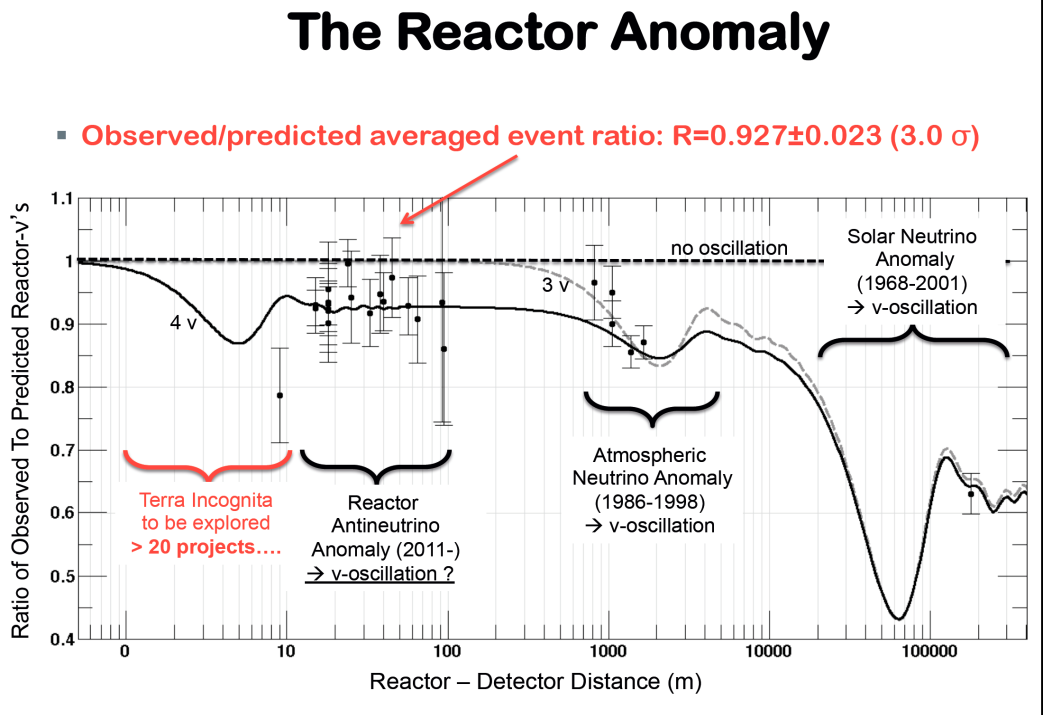 The Reactor Anomaly
▪ Observed/predicted averaged event ratio: R=0.927±0.023 (3.0 σ)
Ratio of Observed To Predicted Reactor-ν's
1.1
1
0.9
0.8
0.7
0.6
0.5
0.4
no oscillation
3 ν
4 ν
Solar Neutrino
Anomaly
(1968-2001)
→ ν-oscillation
Terra Incognita
to be explored
> 20 projects....
Reactor
Antineutrino
Anomaly (2011-)
→ ν-oscillation ?
Atmospheric
Neutrino Anomaly
(1986-1998)
→ ν-oscillation
0
10
100
1000
10000
100000
Reactor – Detector Distance (m)